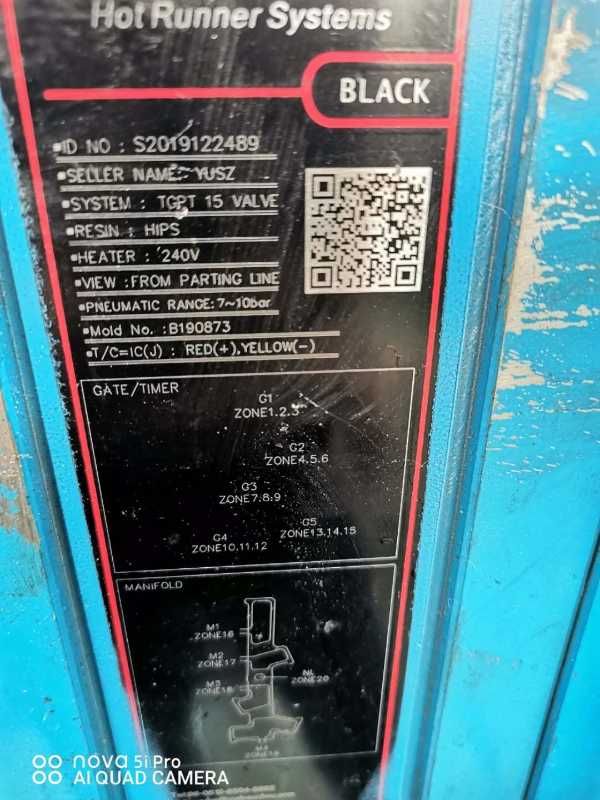 Hot Runner Systems
BLACK
▪ID NO : S2019122489
▪SELLER NAME: YUSZ
▪SYSTEM : TGPT 15 VALVE
▪RESIN : HIPS
▪HEATER : 240V
▪VIEW :FROM PARTING LINE
▪PNEUMATIC RANGE:7~10bar
▪Mold No. :B190873
▪T/C=IC(J) : RED(+),YELLOW(-)
GATE/TIMER
G1
ZONE1.2.3
G2
ZONE4.5.6
G3
ZONE7.8.9
G4
ZONE10.11.12
G5
ZONE13.14.15
MANIFOLD
M1
ZONE16
M2
ZONE17
NL
ZONE20
M3
ZONE18
M4
ZONE19
nova 5i Pro
AI QUAD CAMERA